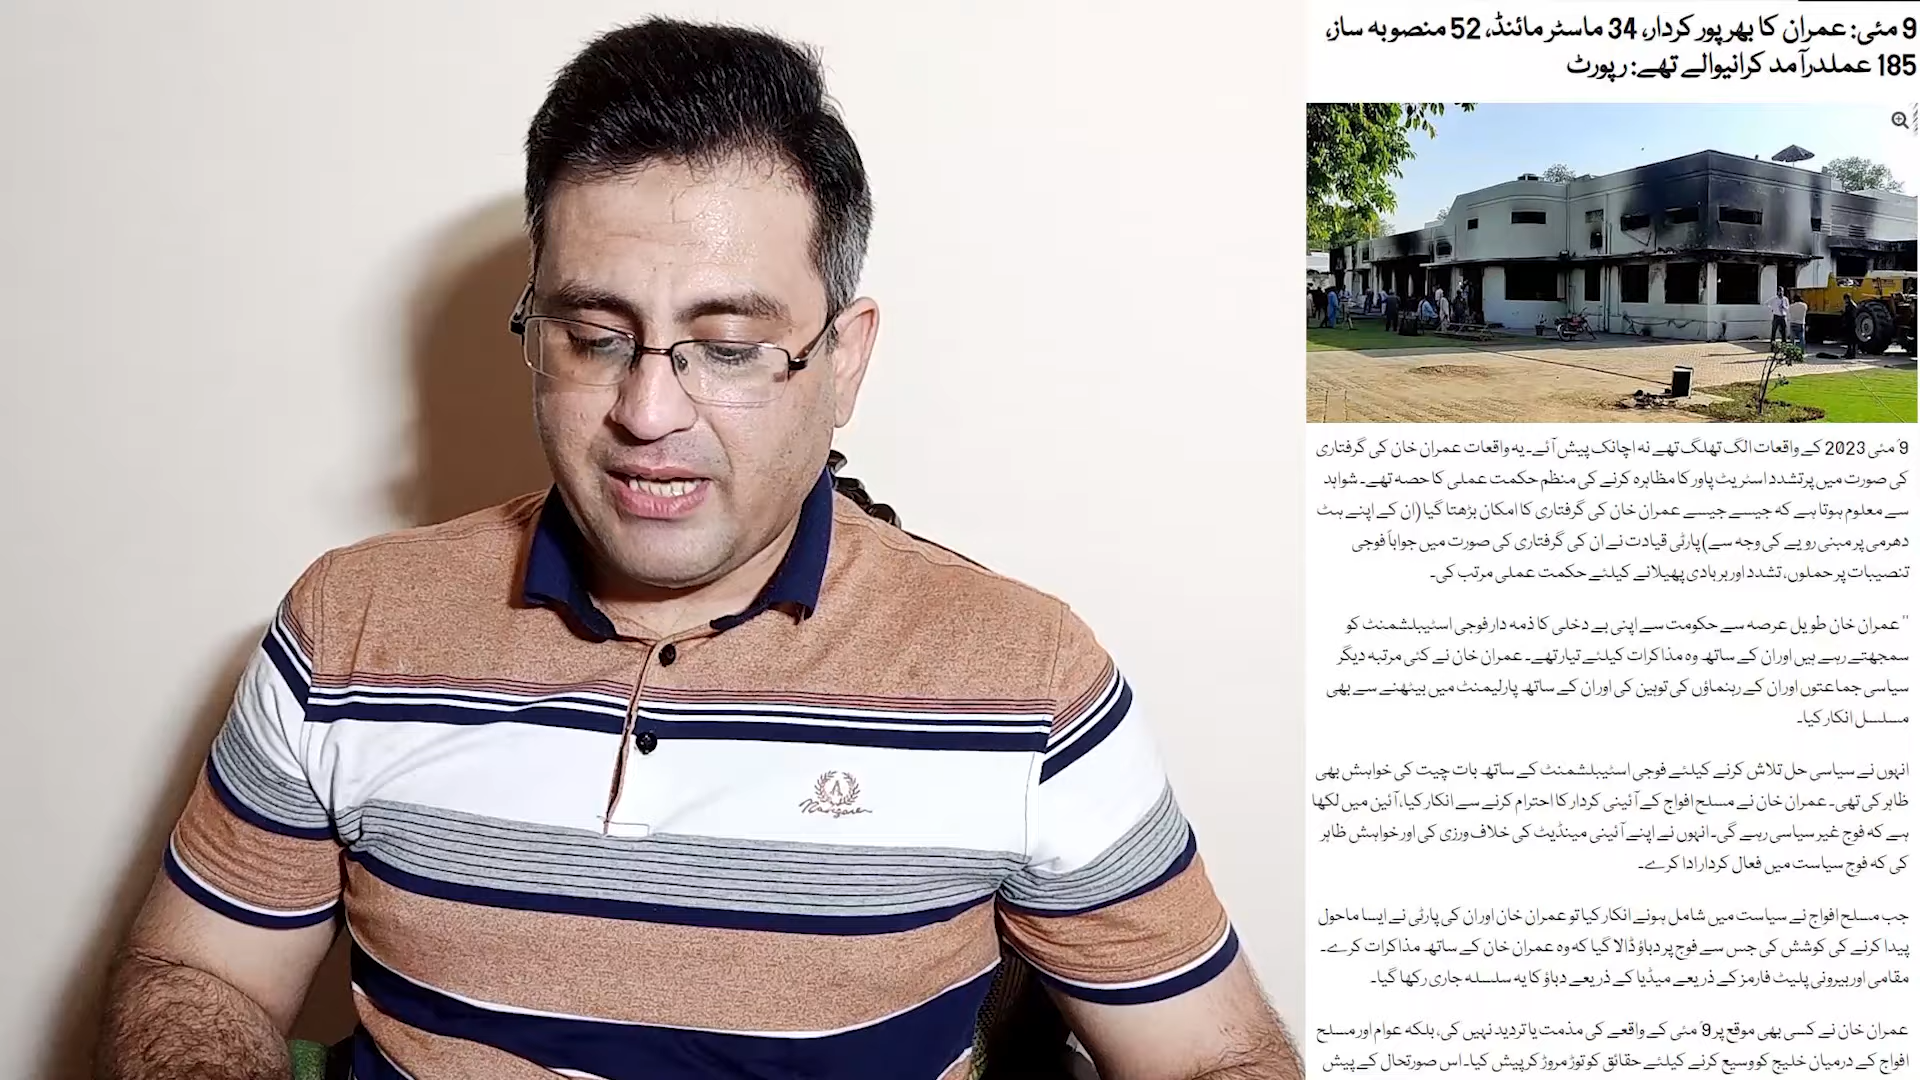 9 مئی: عمران کا بھرپور کردار، 34 ماسٹر مائنڈ، 52 منصوبہ ساز،
185 عملدرآمد کرانیوالے تھے: رپورٹ
9 مئی 2023 کے واقعات الگ تھلگ تھے نہ اچانک پیش آئے۔ یہ واقعات عمران خان کی گرفتاری
کی صورت میں پرتشدد اسٹریٹ پاور کا مظاہرہ کرنے کی منظم حکمت عملی کا حصہ تھے۔ شواہد
سے معلوم ہوتا ہے کہ جیسے جیسے عمران خان کی گرفتاری کا امکان بڑھتا گیا (ان کے اپنے ہٹ
دھرمی پر مبنی رویے کی وجہ سے) پارٹی قیادت نے ان کی گرفتاری کی صورت میں جواباً فوجی
تنصیبات پر حملوں، تشدد اور بربادی پھیلانے کیلئے حکمت عملی مرتب کی۔
"عمران خان طویل عرصہ سے حکومت سے اپنی بے دخلی کا ذمہ دار فوجی اسٹیبلشمنٹ کو
سمجھتے رہے ہیں اور ان کے ساتھ وہ مذاکرات کیلئے تیار تھے۔ عمران خان نے کئی مرتبہ دیگر
سیاسی جماعتوں اور ان کے رہنماؤں کی توہین کی اور ان کے ساتھ پارلیمنٹ میں بیٹھنے سے بھی
مسلسل انکار کیا۔
انہوں نے سیاسی حل تلاش کرنے کیلئے فوجی اسٹیبلشمنٹ کے ساتھ بات چیت کی خواہش بھی
ظاہر کی تھی۔ عمران خان نے مسلح افواج کے آئینی کردار کا احترام کرنے سے انکار کیا، آئین میں لکھا
ہے کہ فوج غیر سیاسی رہے گی۔ انہوں نے اپنے آئینی مینڈیٹ کی خلاف ورزی کی اور خواہش ظاہر
کی کہ فوج سیاست میں فعال کردار ادا کرے۔
جب مسلح افواج نے سیاست میں شامل ہونے انکار کیا تو عمران خان اور ان کی پارٹی نے ایسا ماحول
پیدا کرنے کی کوشش کی جس سے فوج پر دباؤ ڈالا گیا کہ وہ عمران خان کے ساتھ مذاکرات کرے۔
مقامی اور بیرونی پلیٹ فارمز کے ذریعے میڈیا کے ذریعے دباؤ کا یہ سلسلہ جاری رکھا گیا۔
عمران خان نے کسی بھی موقع پر 9 مئی کے واقعے کی مذمت یا تردید نہیں کی، بلکہ عوام اور مسلح
افواج کے درمیان خلیج کو وسیع کرنے کیلئے حقائق کو توڑ مروڑ کر پیش کیا۔ اس صورتحال کے پیش
A